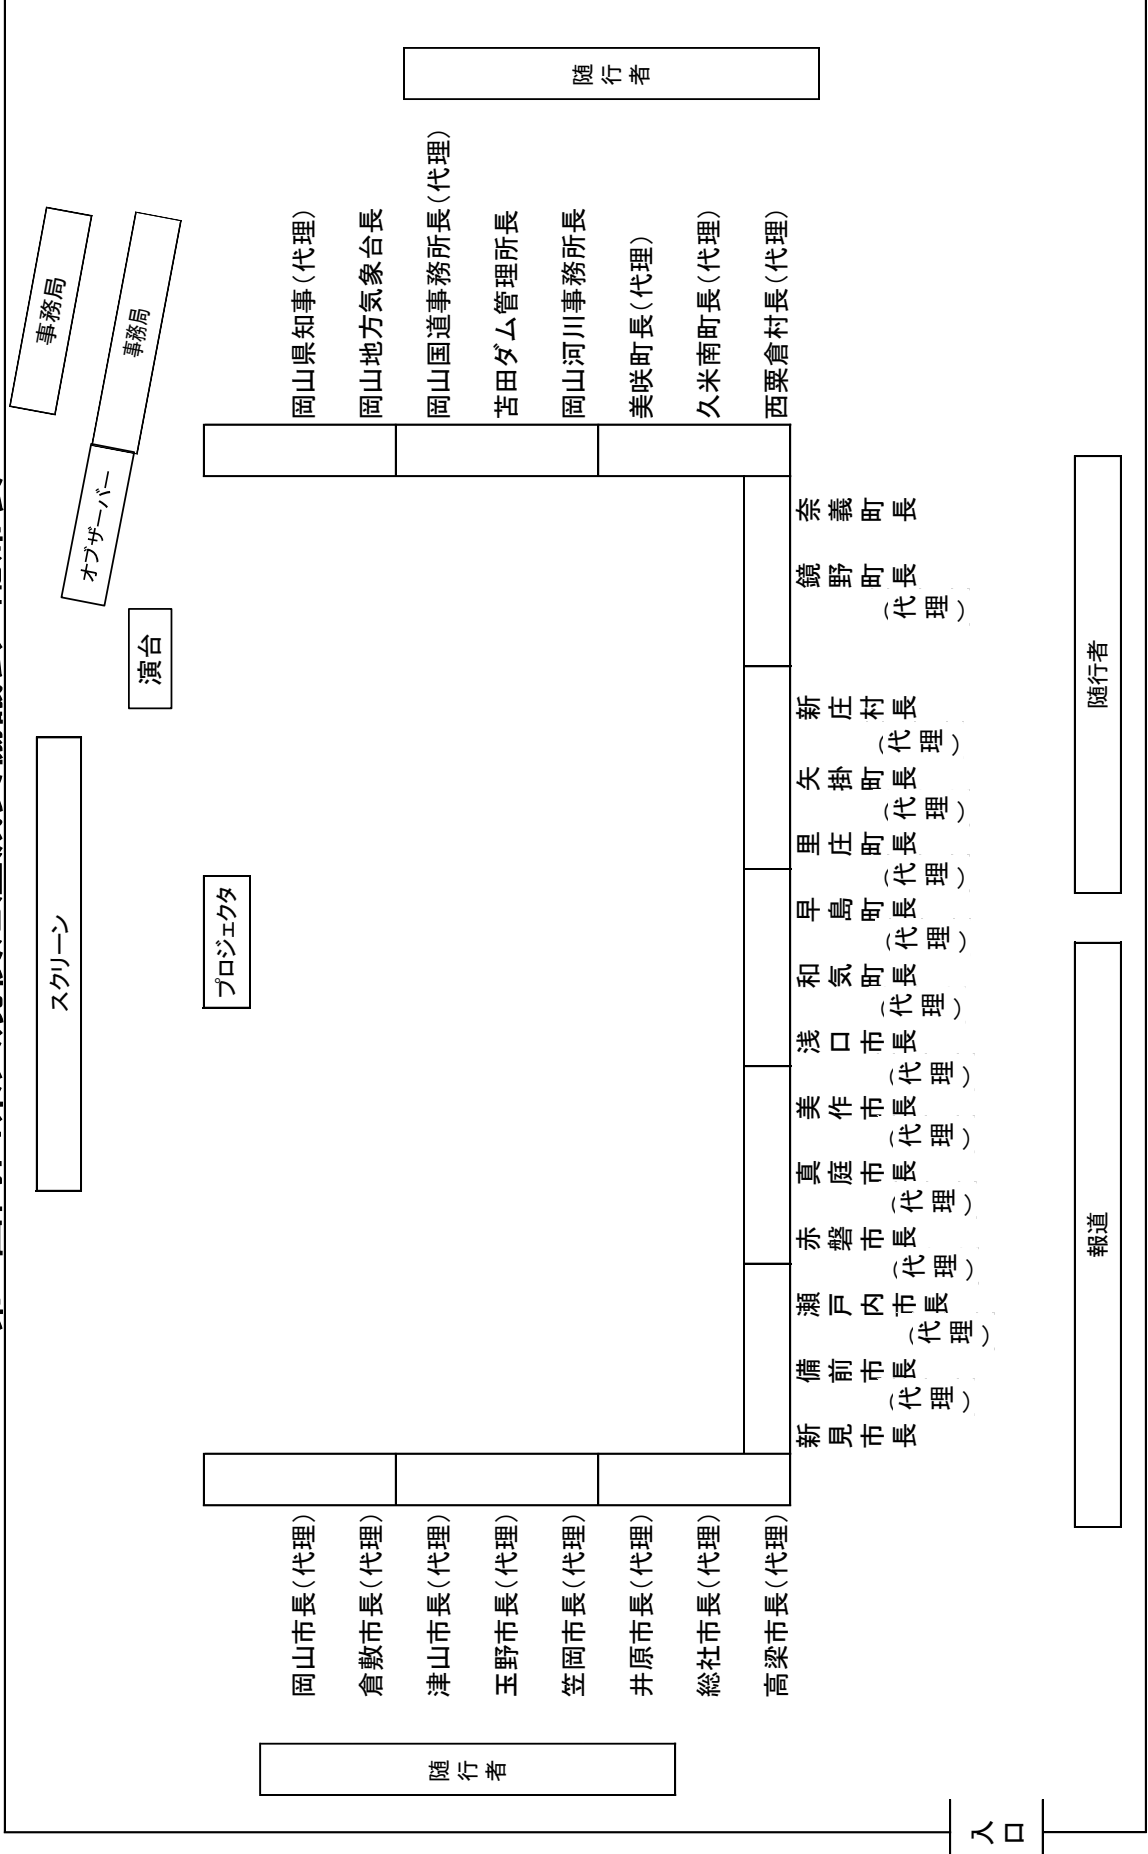 スクリーン
演台
オブザーバー
事務局
事務局
プロジェクタ
岡山市長(代理)
倉敷市長(代理)
津山市長(代理)
玉野市長(代理)
笠岡市長(代理)
井原市長(代理)
総社市長(代理)
高梁市長(代理)
岡山県知事(代理)
岡山地方気象台長
岡山国道事務所長(代理)
苫田ダム管理所長
岡山河川事務所長
美咲町長(代理)
久米南町長(代理)
西粟倉村長(代理)
新見市長
備前市長
(代理)
瀬戸内市長
(代理)
赤磐市長
(代理)
真庭市長
(代理)
美作市長
(代理)
浅口市長
(代理)
和気町長
(代理)
早島町長
(代理)
里庄町長
(代理)
矢掛町長
(代理)
新庄村長
(代理)
鏡野町長
(代理)
奈義町長
随行者
随行者
報道
随行者
入口